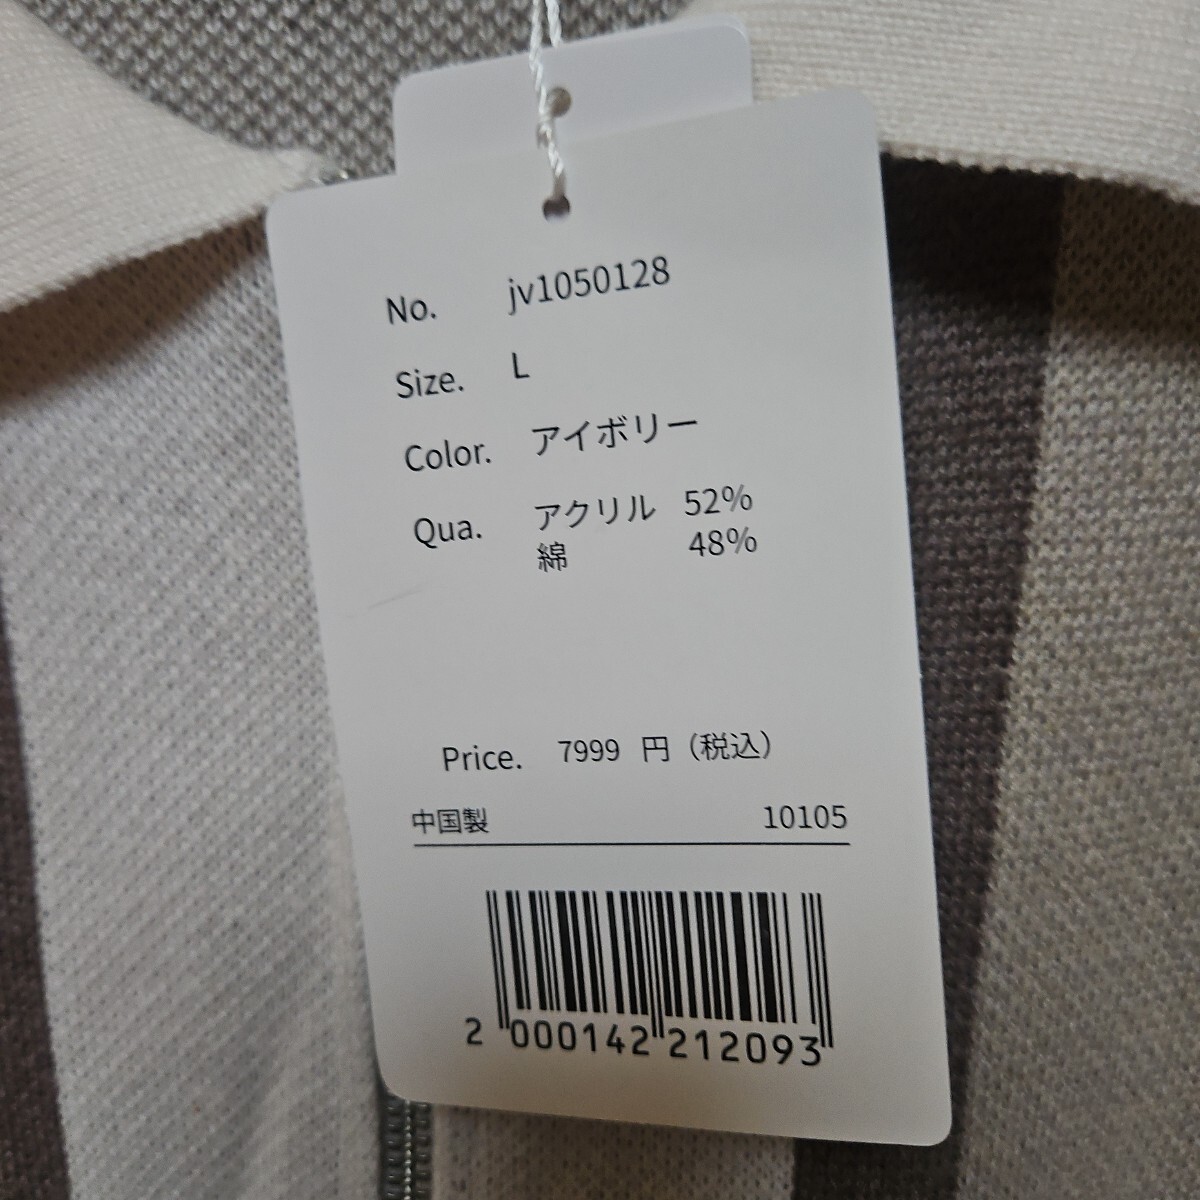 No. jv1050128
Size. L
Color. アイボリー
Qua. アクリル 52%
綿 48%
Price. 7999 円（税込）
中国製 10105
2 000142 212093